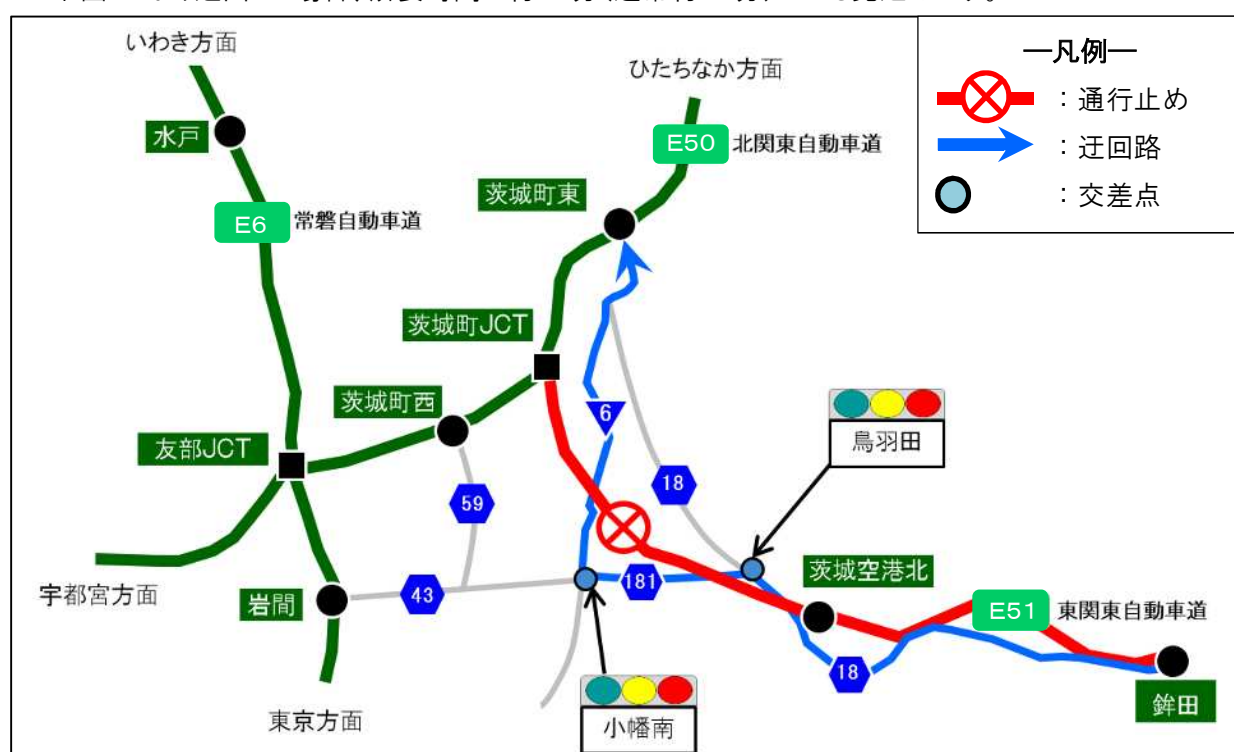 いわき方面
ひたちなか方面
―凡例―
：通行止め
：迂回路
：交差点
水戸
E50
北関東自動車道
茨城町東
E6
常磐自動車道
茨城町JCT
茨城町西
6
鳥羽田
友部JCT
18
59
茨城空港北
宇都宮方面
岩間
43
181
E51
東関東自動車道
18
鉾田
東京方面
小幡南